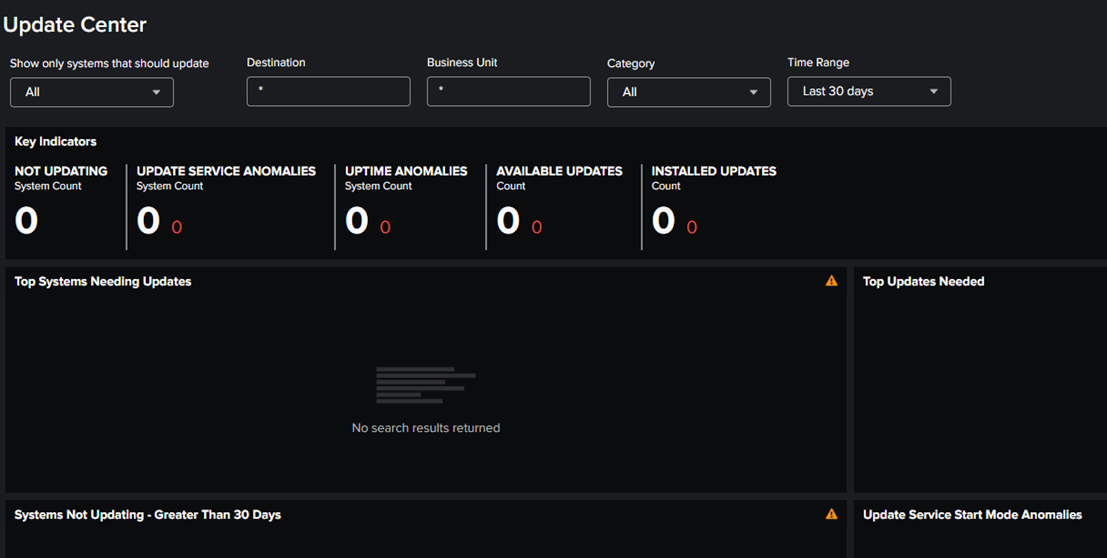 Update Center
Show only systems that should update
All
Destination
*
Business Unit
*
Category
All
Time Range
Last 30 days
Key Indicators
NOT UPDATING
System Count
0
UPDATE SERVICE ANOMALIES
System Count
0 0
UPTIME ANOMALIES
System Count
0 0
AVAILABLE UPDATES
Count
0 0
INSTALLED UPDATES
Count
0 0
Top Systems Needing Updates
No search results returned
Top Updates Needed
Systems Not Updating - Greater Than 30 Days
Update Service Start Mode Anomalies